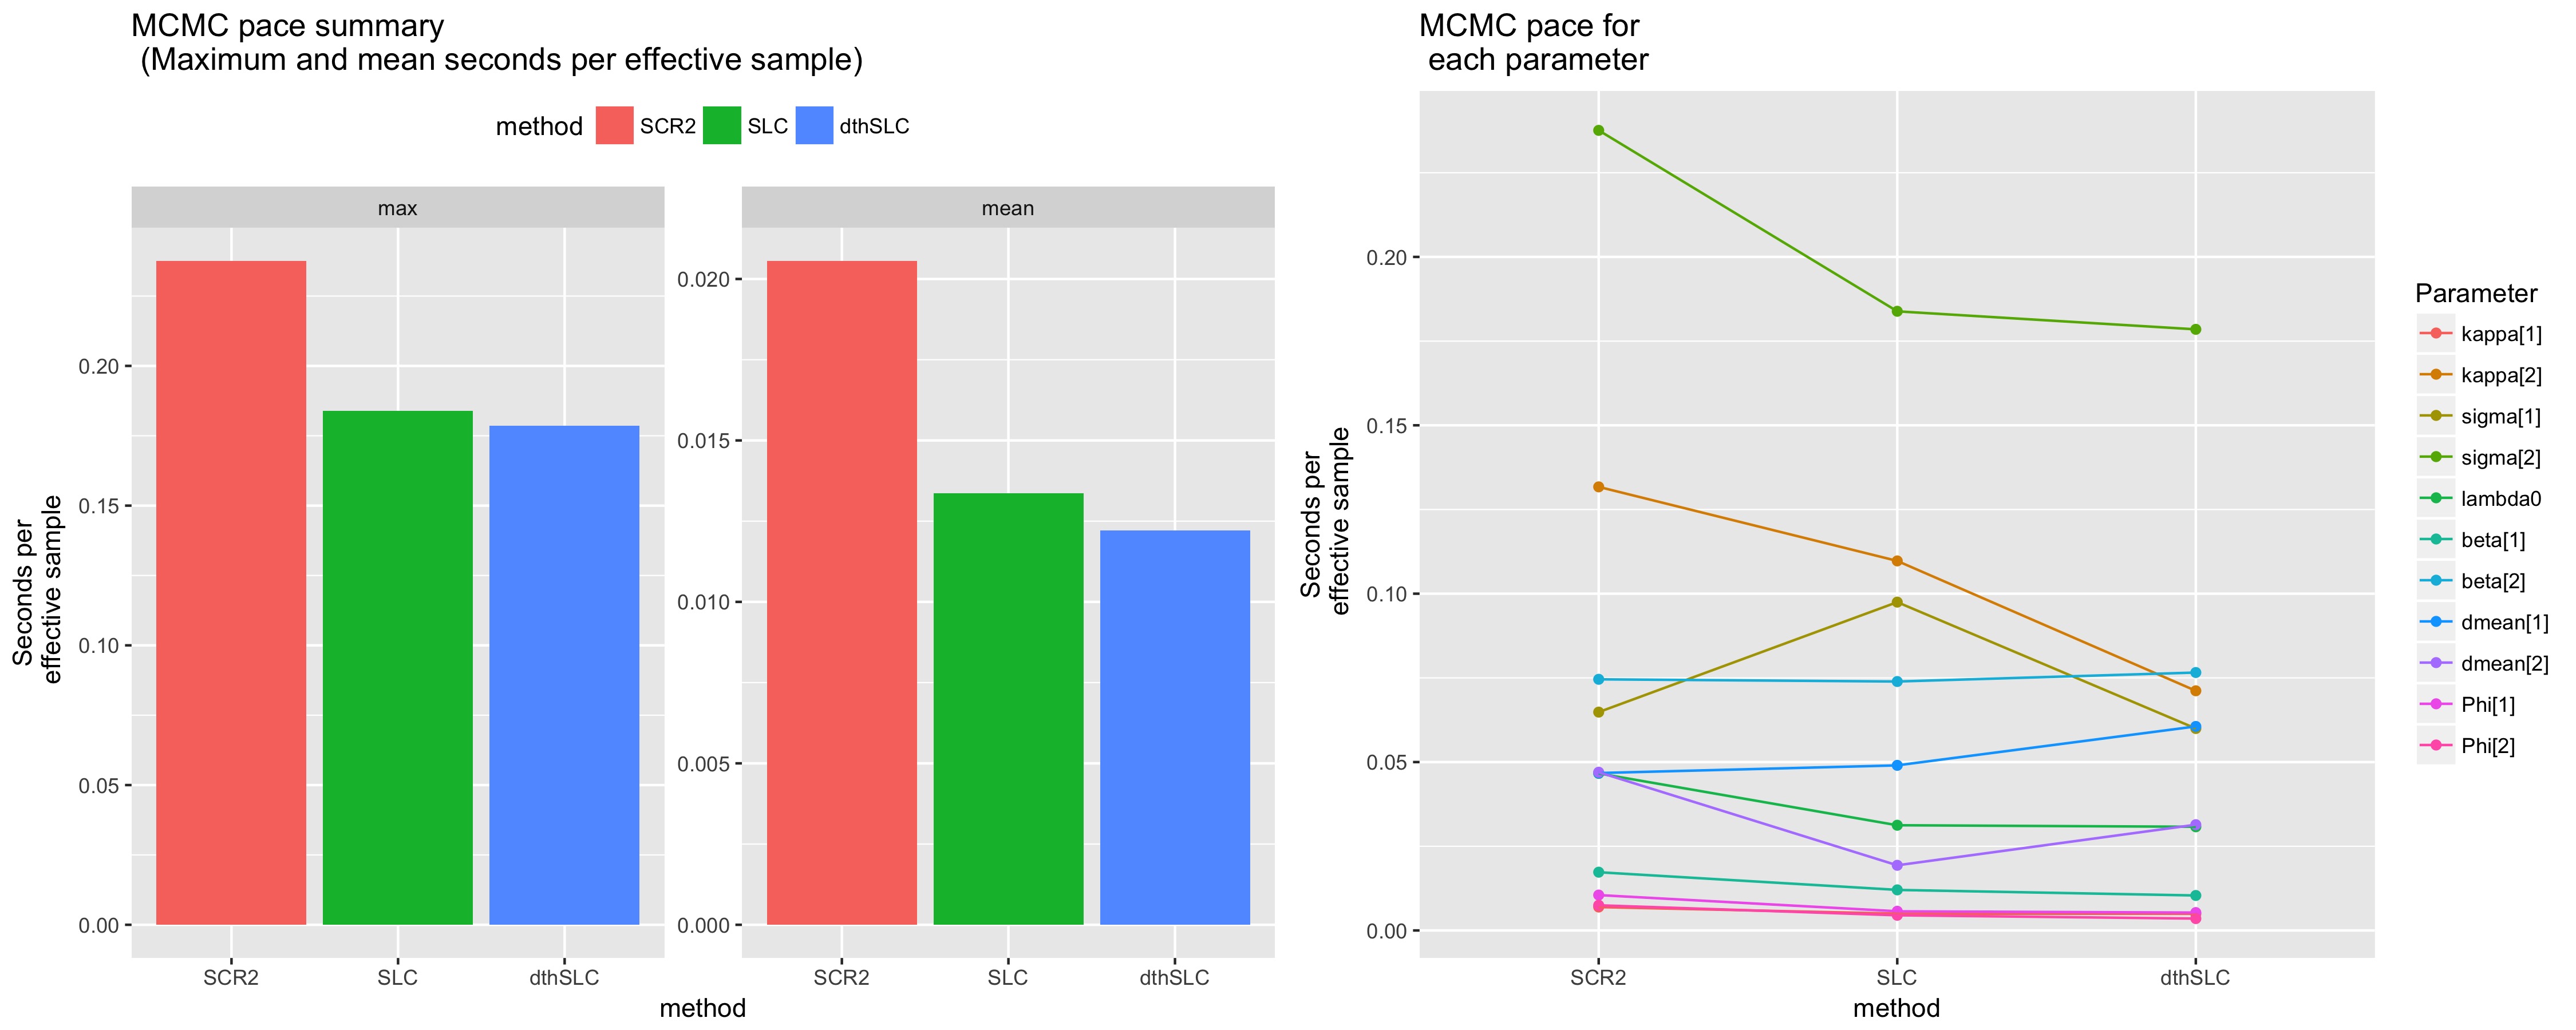 MCMC pace summary
(Maximum and mean seconds per effective sample)
method SCR2 SLC dthSLC
max
mean
Seconds per
effective sample
0.20
0.15
0.10
0.05
0.00
0.020
0.015
0.010
0.005
0.000
SCR2 SLC dthSLC
SCR2 SLC dthSLC
method
MCMC pace for
each parameter
Seconds per
effective sample
0.20
0.15
0.10
0.05
0.00
SCR2 SLC dthSLC
method
Parameter
kappa[1]
kappa[2]
sigma[1]
sigma[2]
lambda0
beta[1]
beta[2]
dmean[1]
dmean[2]
Phi[1]
Phi[2]